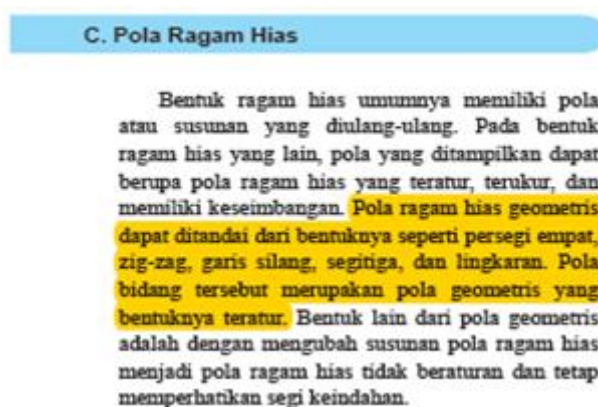 C. Pola Ragam Hias
Bentuk ragam hias umumnya memiliki pola
atau susunan yang diulang-ulang. Pada bentuk
ragam hias yang lain, pola yang ditampilkan dapat
berupa pola ragam hias yang teratur, terukur, dan
memiliki keseimbangan. Pola ragam hias geometris
dapat ditandai dari bentuknya seperti persegi empat,
zig-zag, garis silang, segitiga, dan lingkaran. Pola
bidang tersebut merupakan pola geometris yang
bentuknya teratur. Bentuk lain dari pola geometris
adalah dengan mengubah susunan pola ragam hias
menjadi pola ragam hias tidak beraturan dan tetap
memperhatikan segi keindahan.